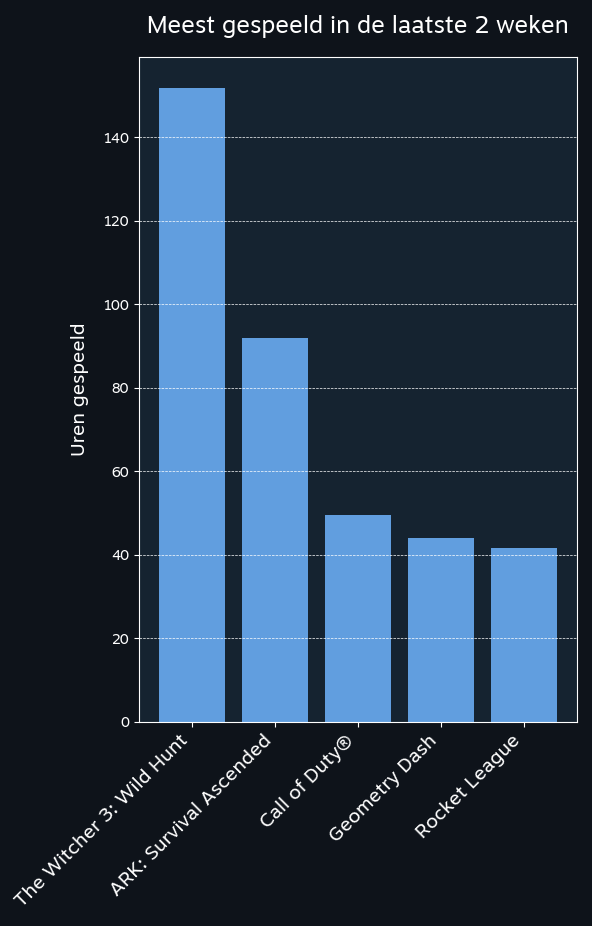 Meest gespeeld in de laatste 2 weken
Uren gespeeld
140
120
100
80
60
40
20
0
The Witcher 3: Wild Hunt
ARK: Survival Ascended
Call of Duty®
Geometry Dash
Rocket League